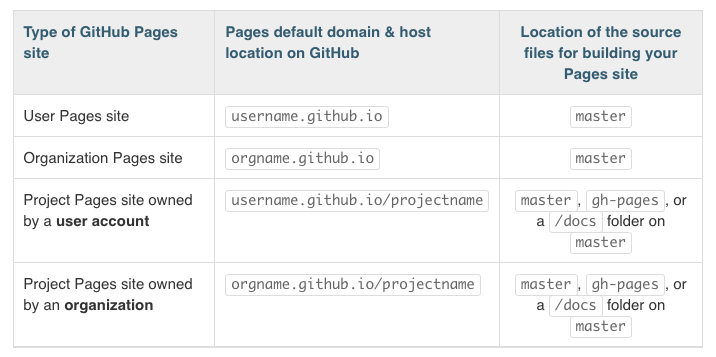 Type of GitHub Pages
site
Pages default domain & host
location on GitHub
Location of the source
files for building your
Pages site
User Pages site
username.github.io
master
Organization Pages site
orgname.github.io
master
Project Pages site owned
by a user account
username.github.io/projectname
master, gh-pages, or
a /docs folder on
master
Project Pages site owned
by an organization
orgname.github.io/projectname
master, gh-pages, or
a /docs folder on
master